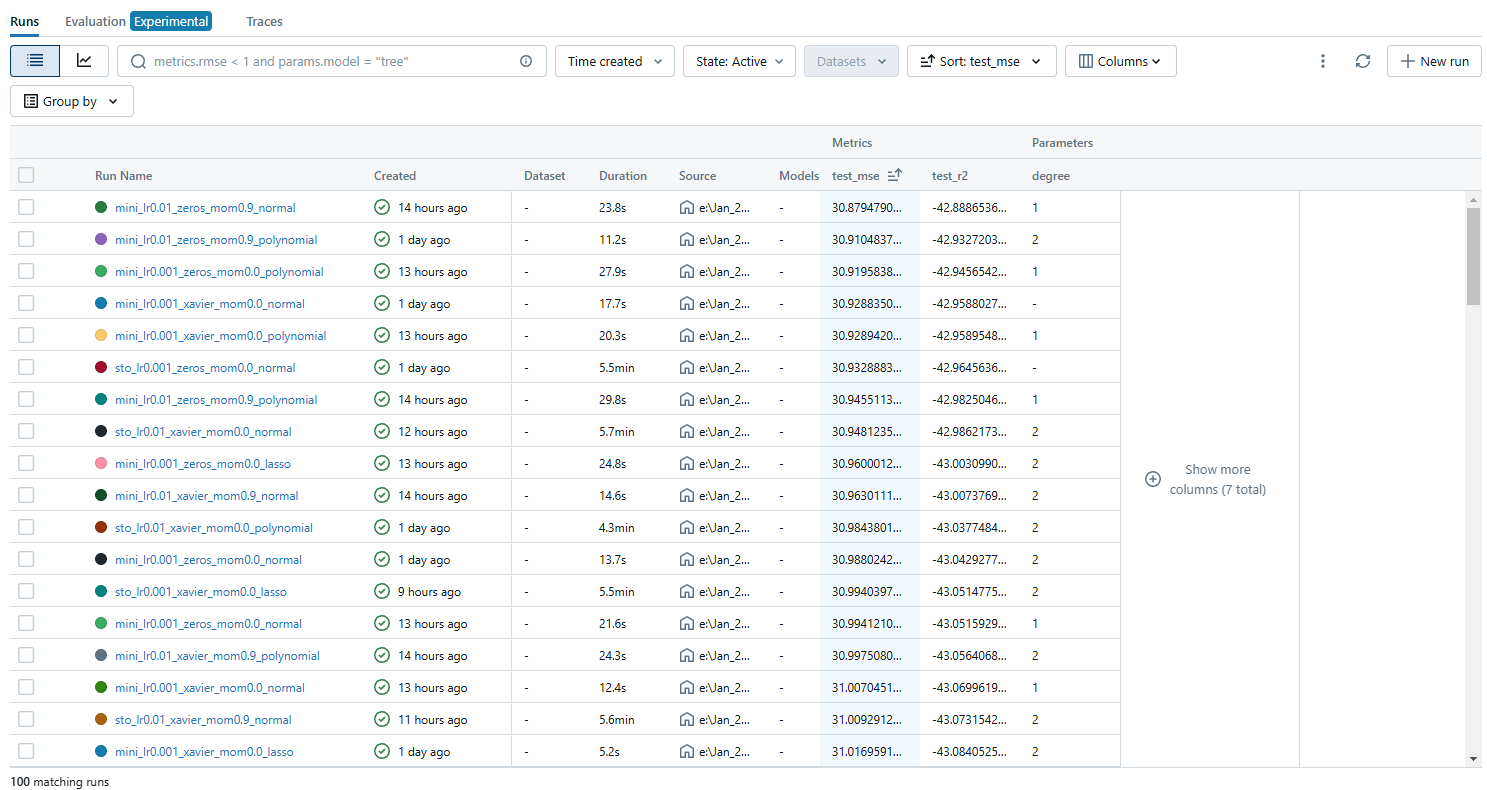 Runs Evaluation Experimental Traces
metrics.rmse < 1 and params.model = "tree" Time created State: Active Datasets Sort: test_mse Columns New run
Group by
Metrics Parameters
Run Name Created Dataset Duration Source Models test_mse test_r2 degree
mini_lr0.01_zeros_mom0.9_normal 14 hours ago - 23.8s e:\Jan_2... - 30.8794790... -42.8886536... 1
mini_lr0.01_zeros_mom0.9_polynomial 1 day ago - 11.2s e:\Jan_2... - 30.9104837... -42.9327203... 2
mini_lr0.001_zeros_mom0.0_polynomial 13 hours ago - 27.9s e:\Jan_2... - 30.9195838... -42.9456542... 1
mini_lr0.001_xavier_mom0.0_normal 1 day ago - 17.7s e:\Jan_2... - 30.9288350... -42.9588027... -
mini_lr0.001_xavier_mom0.0_polynomial 13 hours ago - 20.3s e:\Jan_2... - 30.9289420... -42.9589548... 1
sto_lr0.001_zeros_mom0.0_normal 1 day ago - 5.5min e:\Jan_2... - 30.9328883... -42.9645636... -
mini_lr0.01_zeros_mom0.9_polynomial 14 hours ago - 29.8s e:\Jan_2... - 30.9455113... -42.9825046... 1
sto_lr0.01_xavier_mom0.0_normal 12 hours ago - 5.7min e:\Jan_2... - 30.9481235... -42.9862173... 2
mini_lr0.001_zeros_mom0.0_lasso 13 hours ago - 24.8s e:\Jan_2... - 30.9600012... -43.0030990... 2
mini_lr0.01_xavier_mom0.9_normal 14 hours ago - 14.6s e:\Jan_2... - 30.9630111... -43.0073769... 2
sto_lr0.01_xavier_mom0.0_polynomial 1 day ago - 4.3min e:\Jan_2... - 30.9843801... -43.0377484... 2
mini_lr0.001_zeros_mom0.0_normal 1 day ago - 13.7s e:\Jan_2... - 30.9880242... -43.0429277... 2
sto_lr0.001_xavier_mom0.0_lasso 9 hours ago - 5.5min e:\Jan_2... - 30.9940397... -43.0514775... 2
mini_lr0.001_zeros_mom0.0_normal 13 hours ago - 21.6s e:\Jan_2... - 30.9941210... -43.0515929... 1
mini_lr0.01_xavier_mom0.9_polynomial 14 hours ago - 24.3s e:\Jan_2... - 30.9975080... -43.0564068... 2
mini_lr0.001_xavier_mom0.0_normal 13 hours ago - 12.4s e:\Jan_2... - 31.0070451... -43.0699619... 1
sto_lr0.01_xavier_mom0.9_normal 11 hours ago - 5.6min e:\Jan_2... - 31.0092912... -43.0731542... 2
mini_lr0.001_xavier_mom0.0_lasso 1 day ago - 5.2s e:\Jan_2... - 31.0169591... -43.0840525... 2
Show more
columns (7 total)
100 matching runs